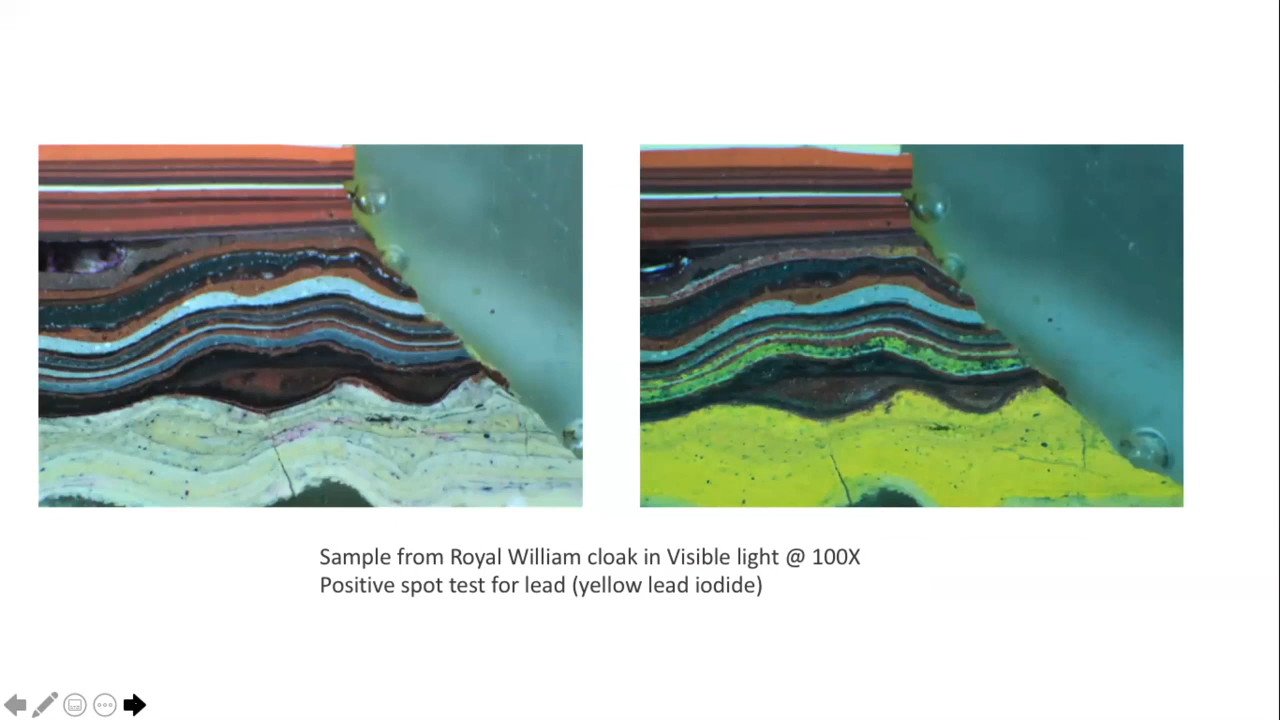 Sample from Royal William cloak in Visible light @ 100X
Positive spot test for lead (yellow lead iodide)